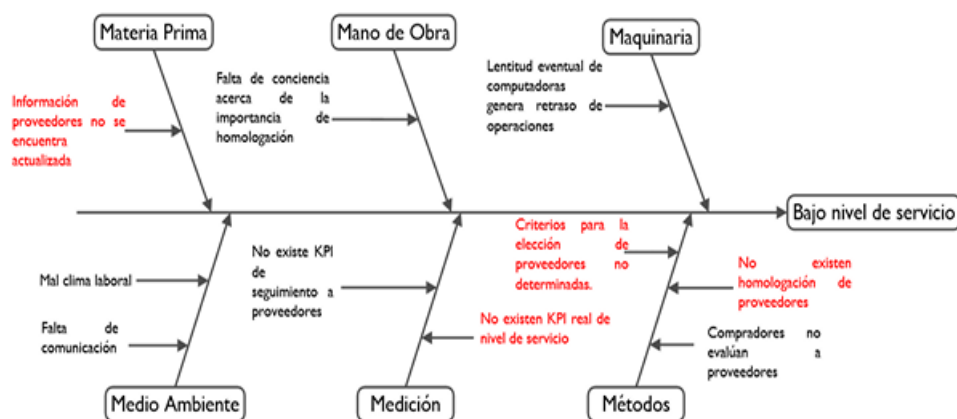 Materia Prima
Mano de Obra
Maquinaria
Información de
proveedores no se
encuentra
actualizada
Falta de conciencia
acerca de la
importancia de
homologación
Lentitud eventual de
computadoras
genera retraso de
operaciones
Bajo nivel de servicio
Mal clima laboral
Falta de
comunicación
No existe KPI
de
seguimiento a
proveedores
No existen KPI real de
nivel de servicio
Criterios para la
elección de
proveedores no
determinadas.
No existen
homologación de
proveedores
Compradores no
evalúan a
proveedores
Medio Ambiente
Medición
Métodos